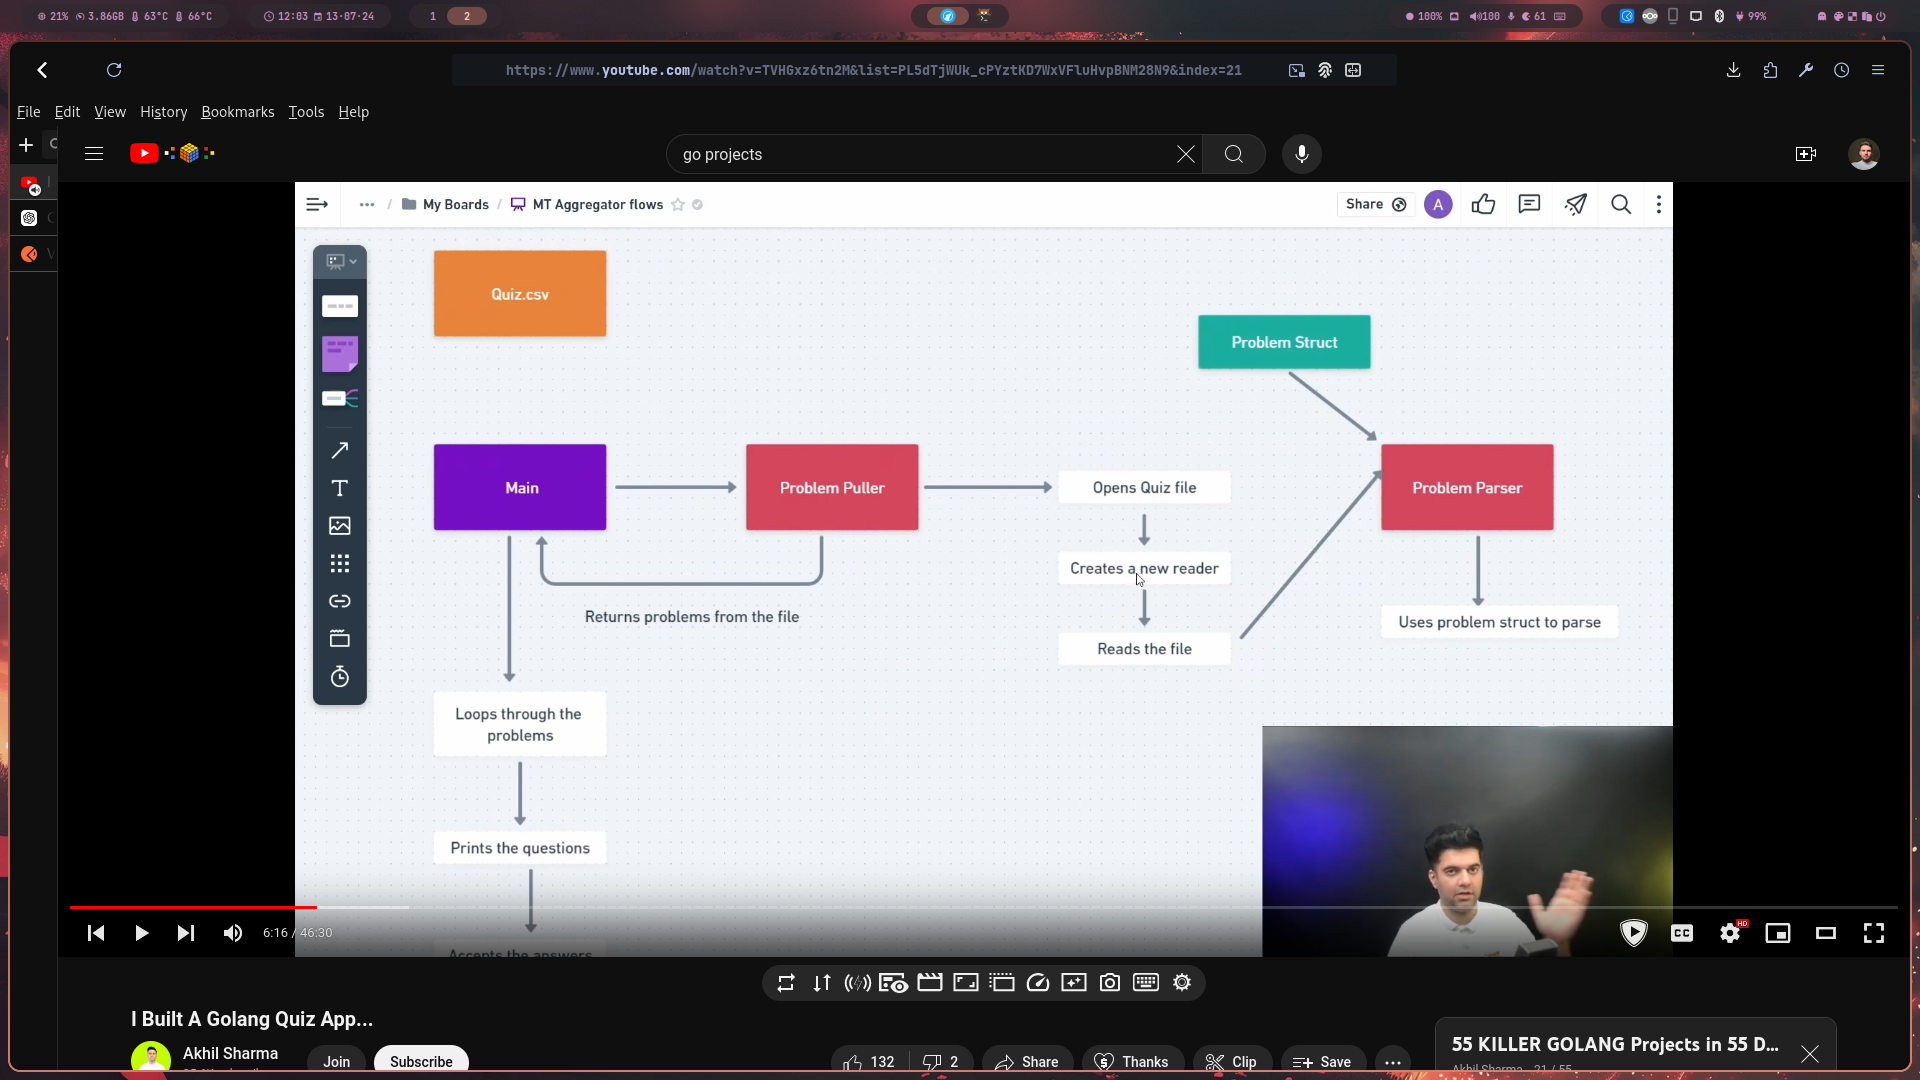 21% 3.86GB 63°C 66°C
12:03 13-07-24
1 2
100% 100 61
99%
https://www.youtube.com/watch?v=TVHGxz6tn2M&list=PL5dTjWUk_cPYztKD7WxVFluHvpBNM28N9&index=21
File Edit View History Bookmarks Tools Help
go projects
... / My Boards / MT Aggregator flows
Share A
Quiz.csv
Problem Struct
Main
Problem Puller
Opens Quiz file
Problem Parser
Creates a new reader
Returns problems from the file
Uses problem struct to parse
Reads the file
Loops through the
problems
Prints the questions
Accepts the answers
6:16 / 46:30
CC
HD
I Built A Golang Quiz App...
Akhil Sharma
Join
Subscribe
132
2
Share
Thanks
Clip
Save
55 KILLER GOLANG Projects in 55 D...
Akhil Sharma - 21 / 55